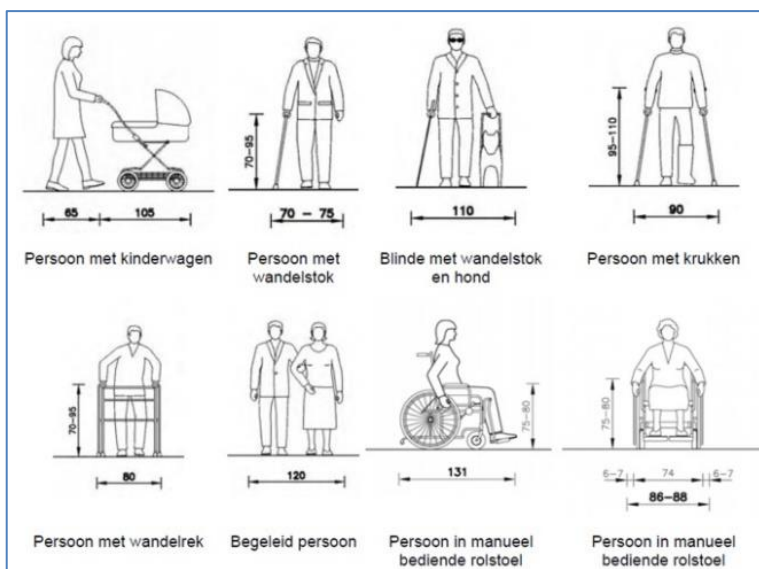 70-95
95-110
65
105
70 - 75
110
90
Persoon met kinderwagen
Persoon met
wandelstok
Blinde met wandelstok
en hond
Persoon met krukken
70-95
75-80
75-80
6-7
74
6-7
80
120
131
86-88
Persoon met wandelrek
Begeleid persoon
Persoon in manueel
bediende rolstoel
Persoon in manueel
bediende rolstoel